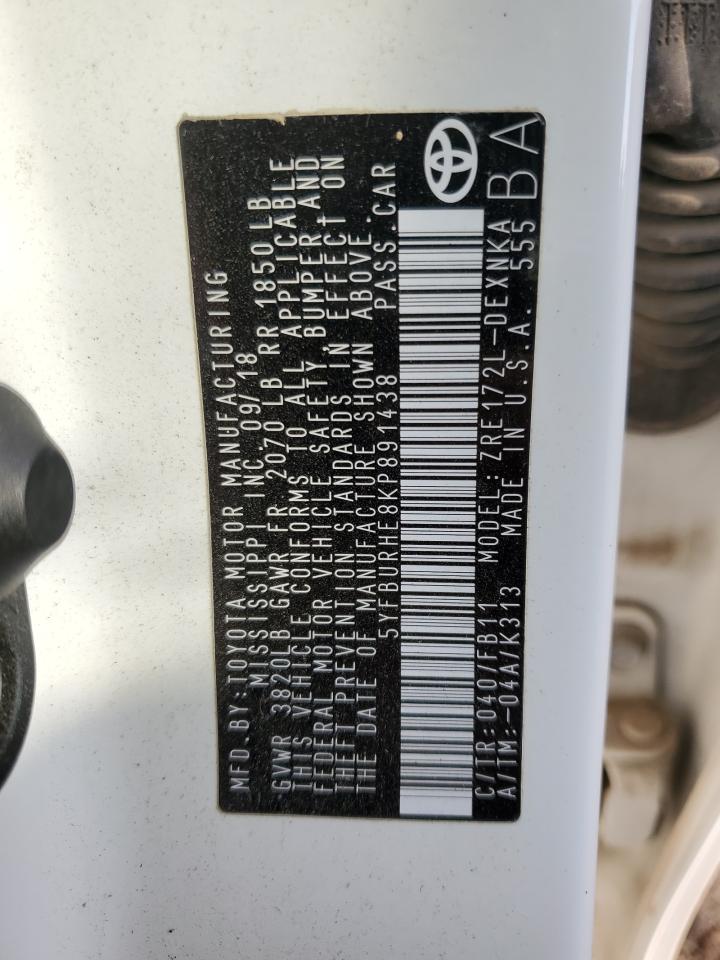 MFD.BY:TOYOTA MOTOR MANUFACTURING
MISSISSIPPI INC.09/18
GVWR 3820LB GAWR FR 2070 LB RR 1850LB
THIS VEHICLE CONFORMS TO ALL APPLICABLE
FEDERAL MOTOR VEHICLE SAFETY,BUMPER AND
THEFT PREVENTION STANDARDS IN EFFECT ON
THE DATE OF MANUFACTURE SHOWN ABOVE.
5YFBURHE8KP891438 PASS.CAR
C/TR:040/FB11 MODEL:ZRE172L-DEXNKA
A/TM:-04A/K313 MADE IN U.S.A. 555
BA